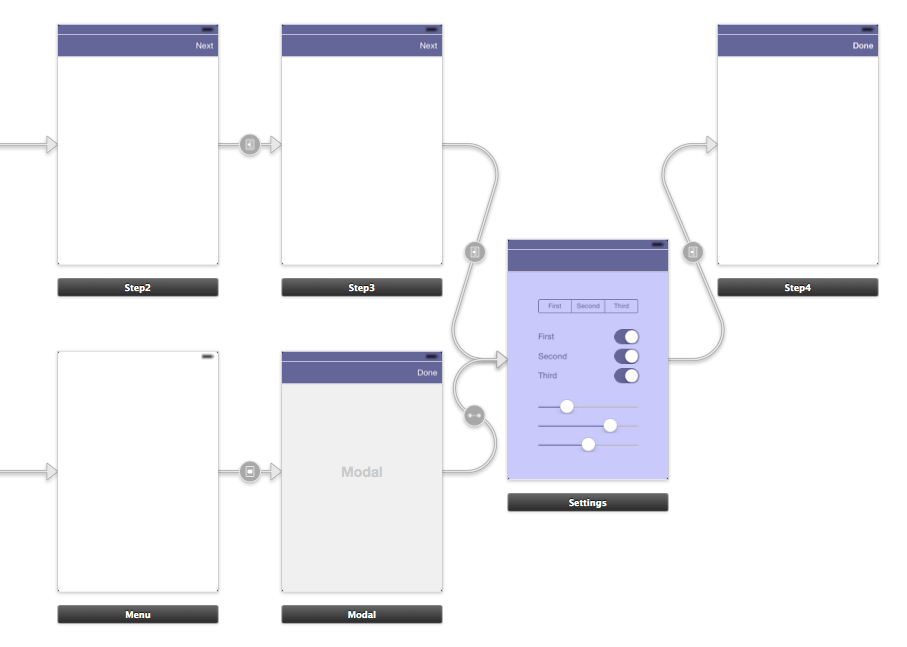 Next
Next
Done
Step2
Step3
Step4
First Second Third
First
Second
Third
Done
Modal
Settings
Menu
Modal